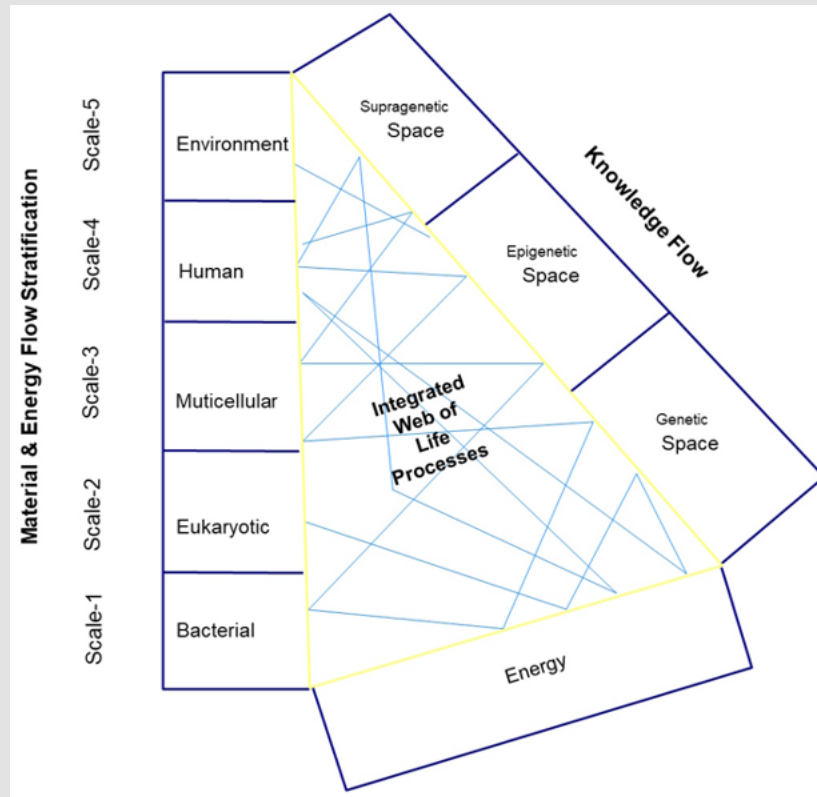 Material & Energy Flow Stratification
Scale-5
Scale-4
Scale-3
Scale-2
Scale-1
Environment
Human
Muticellular
Eukaryotic
Bacterial
Supragenetic
Space
Epigenetic
Space
Genetic
Space
Knowledge Flow
Integrated
Web of
Life
Processes
Energy